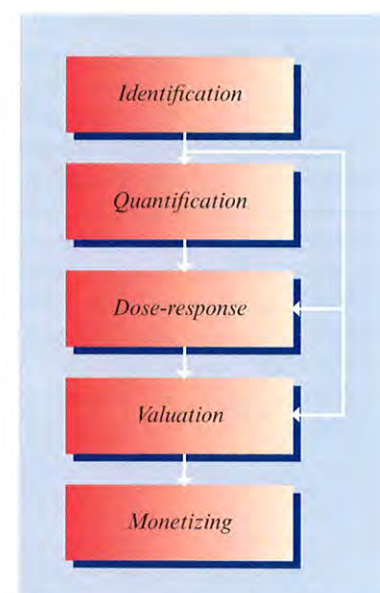 Identification
Quantification
Dose-response
Valuation
Monetizing